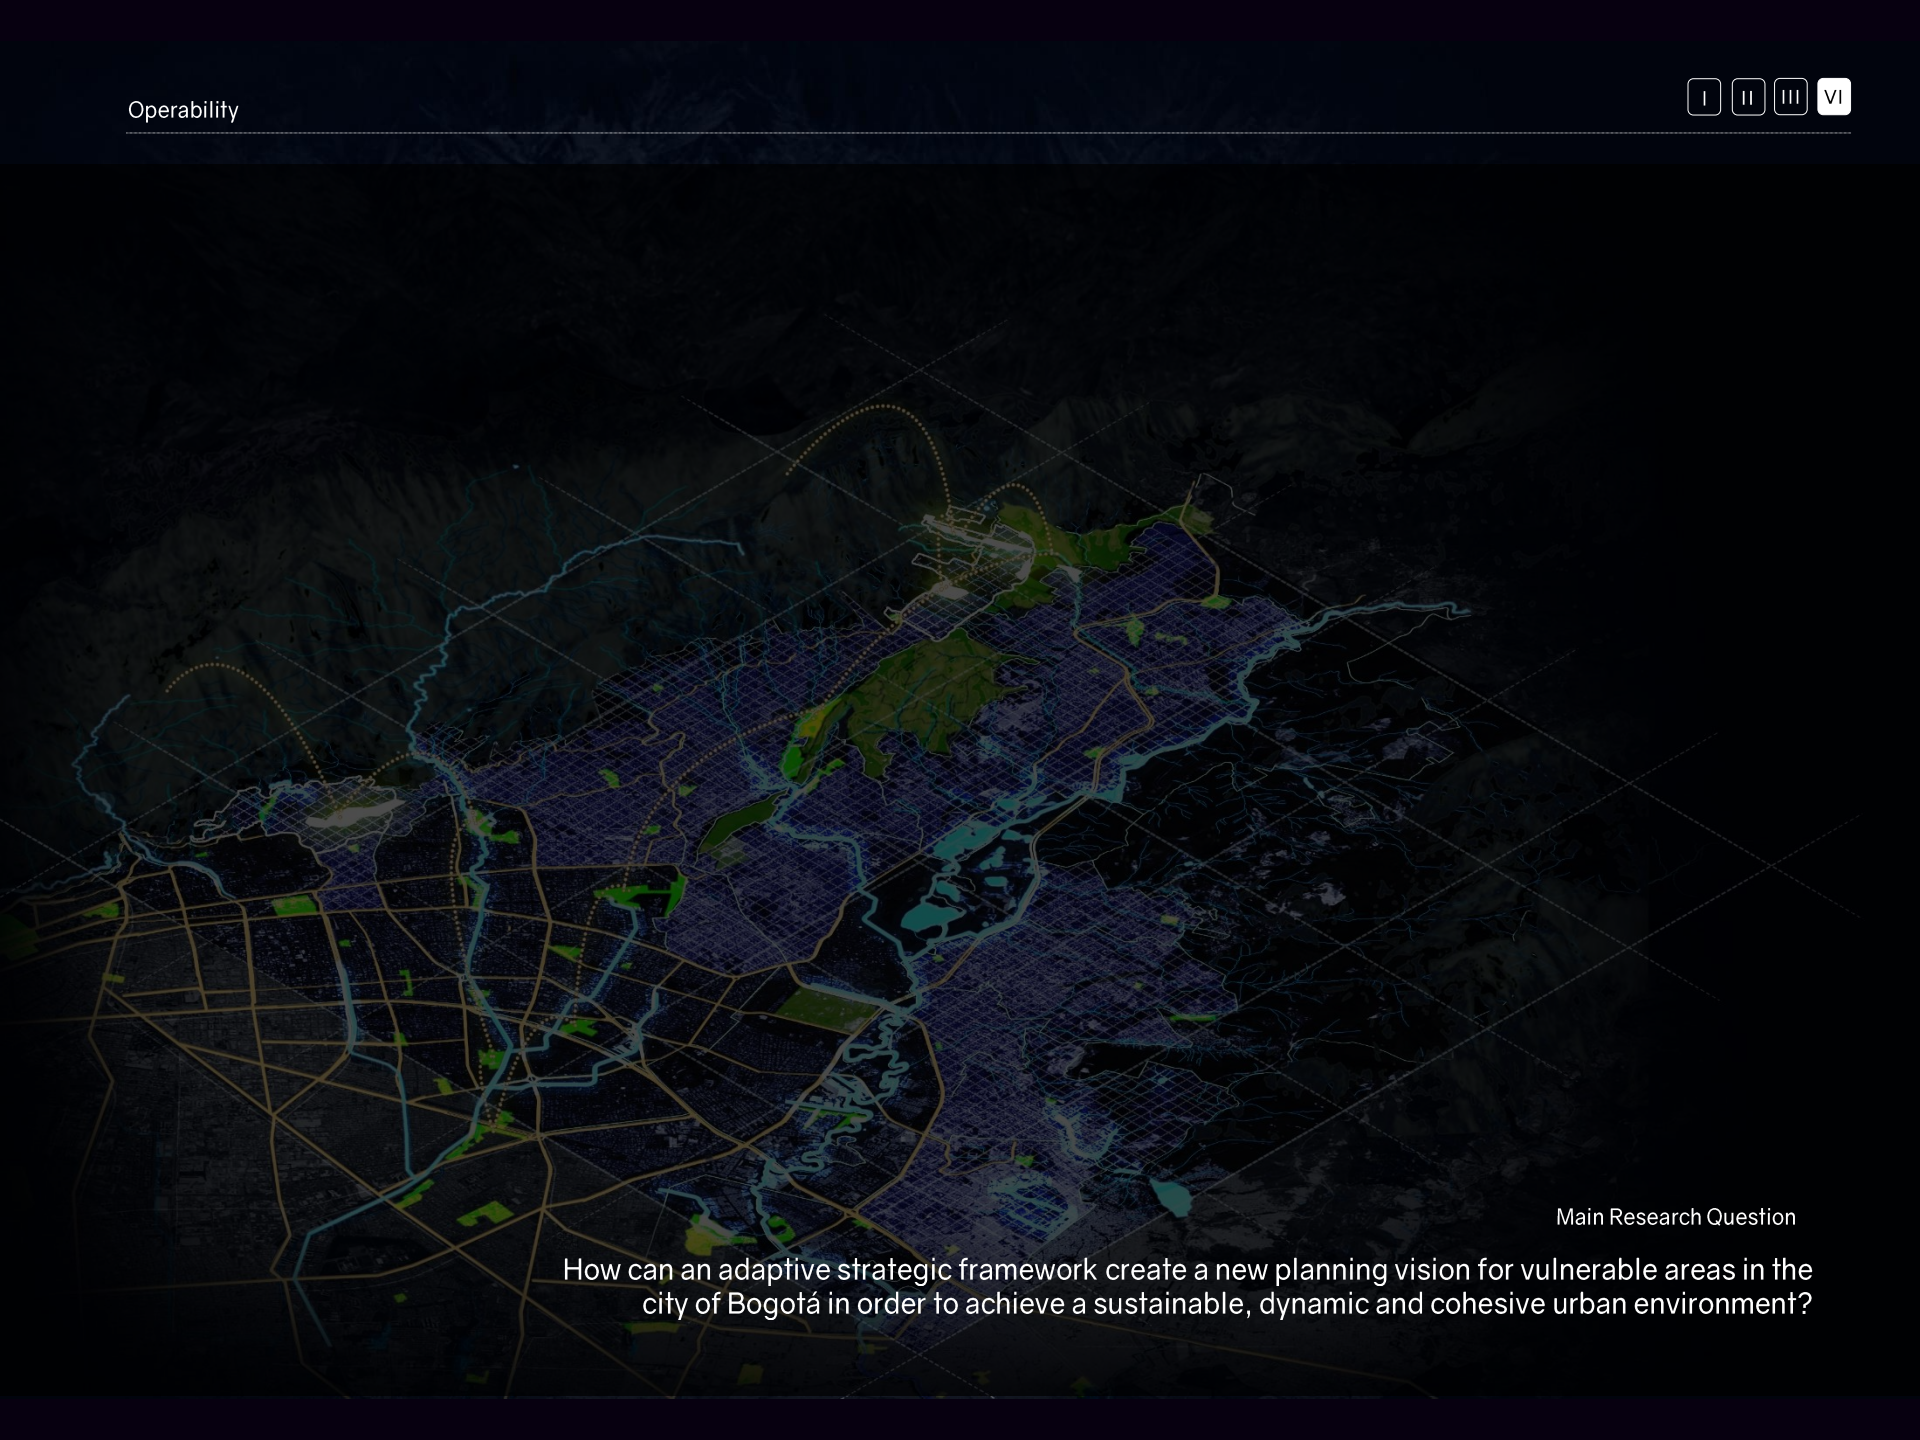 Operability
I II III VI
Main Research Question
How can an adaptive strategic framework create a new planning vision for vulnerable areas in the
city of Bogotá in order to achieve a sustainable, dynamic and cohesive urban environment?